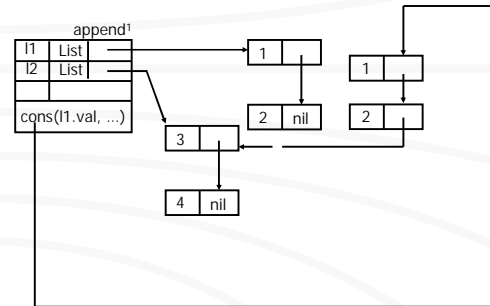 append1
l1 List
l2 List
cons(l1.val, ...)
1
2 nil
3
4 nil
1
2